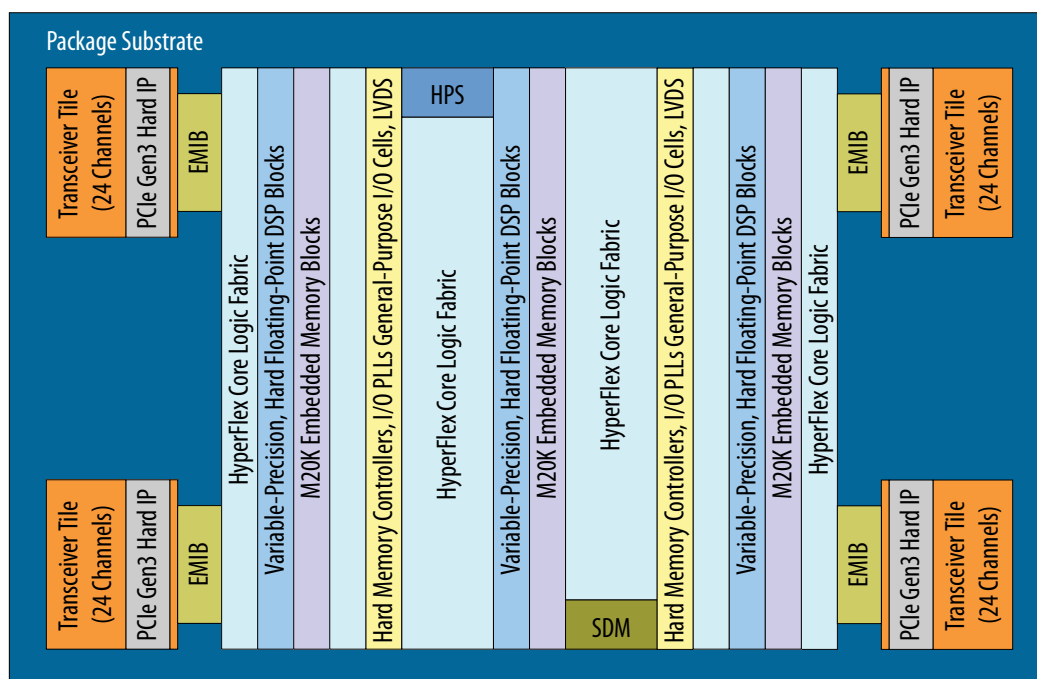 Package Substrate
Transceiver Tile
(24 Channels)
PCIe Gen3 Hard IP
EMIB
Transceiver Tile
(24 Channels)
PCIe Gen3 Hard IP
EMIB
HyperFlex Core Logic Fabric
Variable-Precision, Hard Floating-Point DSP Blocks
M20K Embedded Memory Blocks
Hard Memory Controllers, I/O PLLs General-Purpose I/O Cells, LVDS
HPS
HyperFlex Core Logic Fabric
Variable-Precision, Hard Floating-Point DSP Blocks
M20K Embedded Memory Blocks
HyperFlex Core Logic Fabric
SDM
Hard Memory Controllers, I/O PLLs General-Purpose I/O Cells, LVDS
Variable-Precision, Hard Floating-Point DSP Blocks
M20K Embedded Memory Blocks
HyperFlex Core Logic Fabric
EMIB
PCIe Gen3 Hard IP
Transceiver Tile
(24 Channels)
EMIB
PCIe Gen3 Hard IP
Transceiver Tile
(24 Channels)